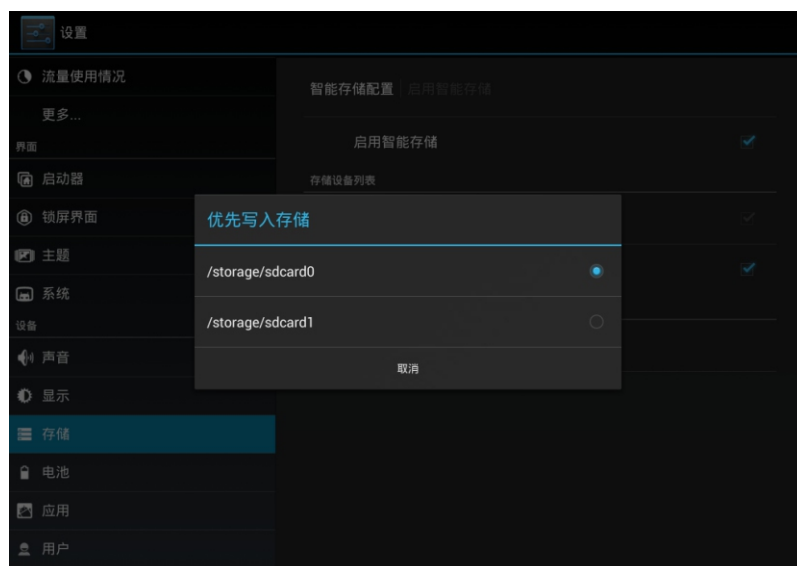 设置
流量使用情况
更多...
界面
启动器
锁屏界面
主题
系统
设备
声音
显示
存储
电池
应用
用户
智能存储配置 启用智能存储
启用智能存储
存储设备列表
优先写入存储
/storage/sdcard0
/storage/sdcard1
取消